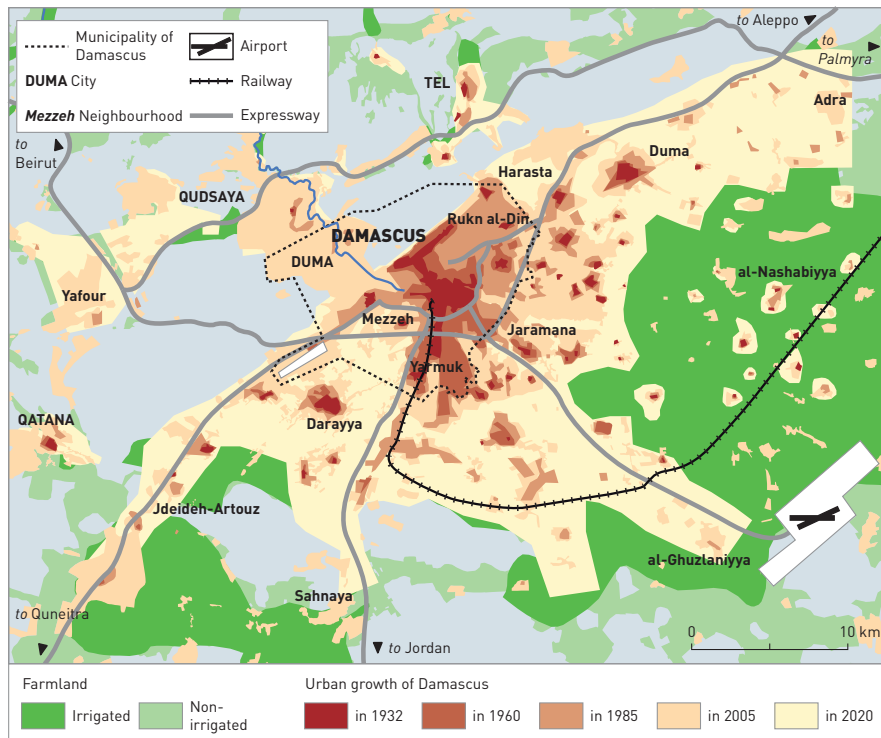 Municipality of
Damascus
Airport
DUMA City
Railway
Mezzeh Neighbourhood
Expressway
to Aleppo
to
Palmyra
TEL
Adra
to
Beirut
Duma
Harasta
QUDSAYA
Rukn al-Din
DAMASCUS
DUMA
al-Nashabiyya
Yafour
Mezzeh
Jaramana
Yarmuk
QATANA
Darayya
Jdeideh-Artouz
al-Ghuzlaniyya
Sahnaya
to Quneitra
to Jordan
0 10 km
Farmland
Irrigated
Non-
irrigated
Urban growth of Damascus
in 1932
in 1960
in 1985
in 2005
in 2020